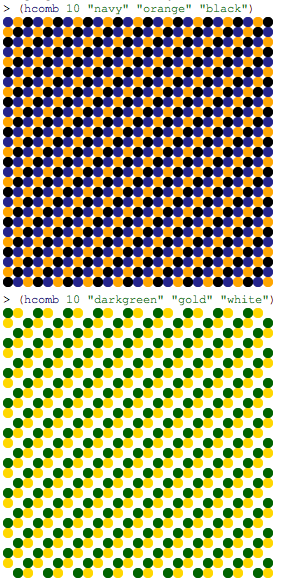 > (hcomb 10 "navy" "orange" "black")
> (hcomb 10 "darkgreen" "gold" "white")